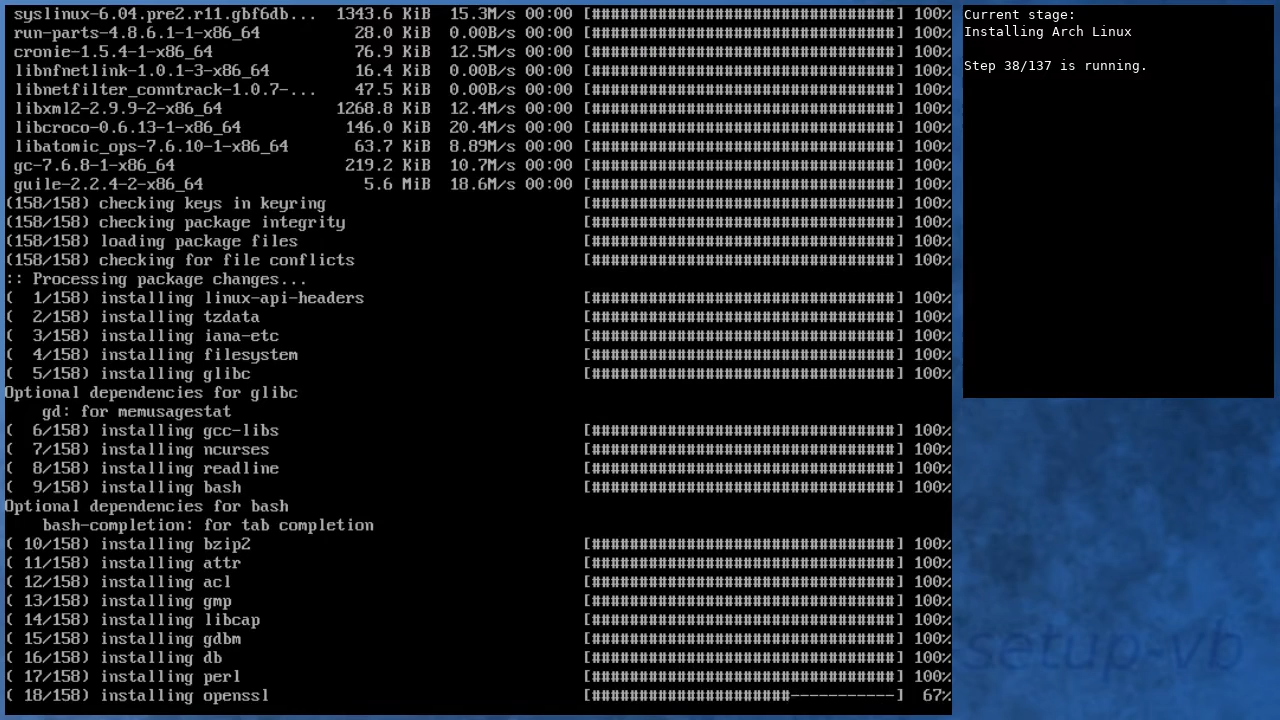 syslinux-6.04.pre2.r11.gbf6db... 1343.6 KiB 15.3M/s 00:00 [################################] 100%
run-parts-4.8.6.1-1-x86_64 28.0 KiB 0.00B/s 00:00 [################################] 100%
cronie-1.5.4-1-x86_64 76.9 KiB 12.5M/s 00:00 [################################] 100%
libnfnetlink-1.0.1-3-x86_64 16.4 KiB 0.00B/s 00:00 [################################] 100%
libnetfilter_conntrack-1.0.7-... 47.5 KiB 0.00B/s 00:00 [################################] 100%
libxml2-2.9.9-2-x86_64 1268.8 KiB 12.4M/s 00:00 [################################] 100%
libcroco-0.6.13-1-x86_64 146.0 KiB 20.4M/s 00:00 [################################] 100%
libatomic_ops-7.6.10-1-x86_64 63.7 KiB 8.89M/s 00:00 [################################] 100%
gc-7.6.8-1-x86_64 219.2 KiB 10.7M/s 00:00 [################################] 100%
guile-2.2.4-2-x86_64 5.6 MiB 18.6M/s 00:00 [################################] 100%
(158/158) checking keys in keyring [################################] 100%
(158/158) checking package integrity [################################] 100%
(158/158) loading package files [################################] 100%
(158/158) checking for file conflicts [################################] 100%
:: Processing package changes...
( 1/158) installing linux-api-headers [################################] 100%
( 2/158) installing tzdata [################################] 100%
( 3/158) installing iana-etc [################################] 100%
( 4/158) installing filesystem [################################] 100%
( 5/158) installing glibc [################################] 100%
Optional dependencies for glibc
gd: for memusagestat
( 6/158) installing gcc-libs [################################] 100%
( 7/158) installing ncurses [################################] 100%
( 8/158) installing readline [################################] 100%
( 9/158) installing bash [################################] 100%
Optional dependencies for bash
bash-completion: for tab completion
( 10/158) installing bzip2 [################################] 100%
( 11/158) installing attr [################################] 100%
( 12/158) installing acl [################################] 100%
( 13/158) installing gmp [################################] 100%
( 14/158) installing libcap [################################] 100%
( 15/158) installing gdbm [################################] 100%
( 16/158) installing db [################################] 100%
( 17/158) installing perl [################################] 100%
( 18/158) installing openssl [#####################-----------] 67%
Current stage:
Installing Arch Linux
Step 38/137 is running.
setup-vb